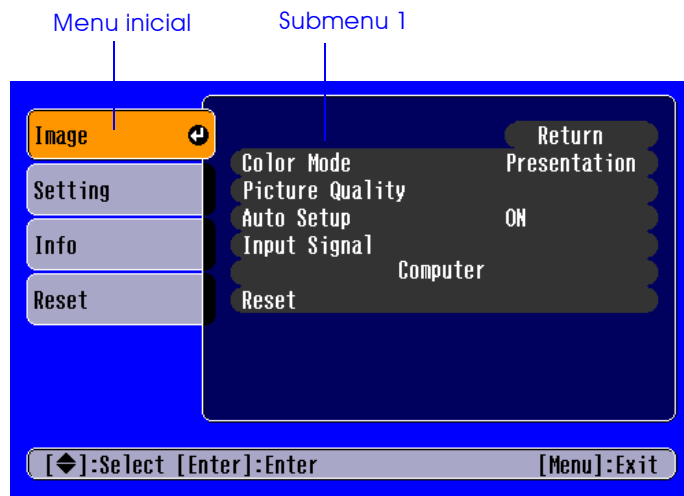 Menu inicial Submenu 1
Image Return
Color Mode Presentation
Setting Picture Quality
Auto Setup ON
Info Input Signal
Computer
Reset Reset
[◆]:Select [Enter]:Enter [Menu]:Exit